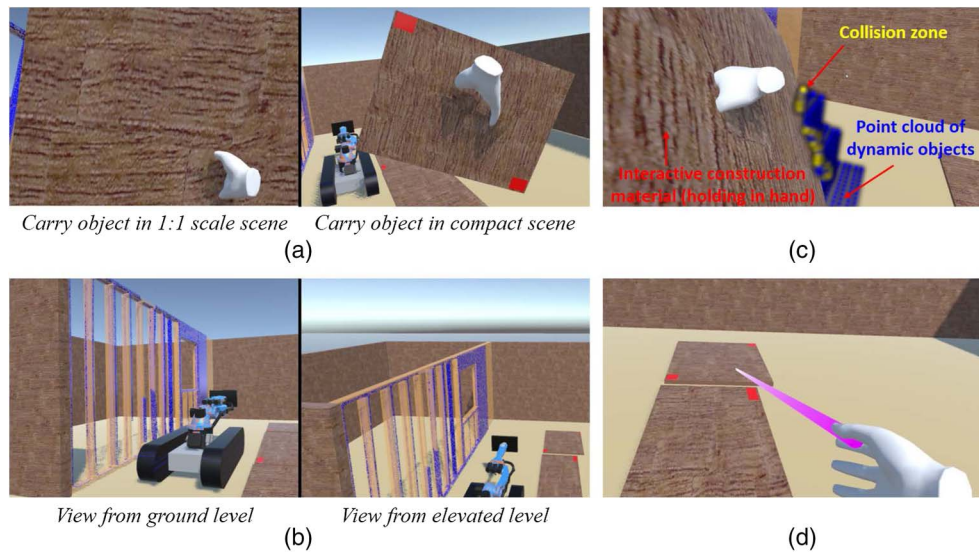 Collision zone
Point cloud of
dynamic objects
Interactive construction
material (holding in hand)
Carry object in 1:1 scale scene
Carry object in compact scene
(a)
(c)
View from ground level
View from elevated level
(b)
(d)